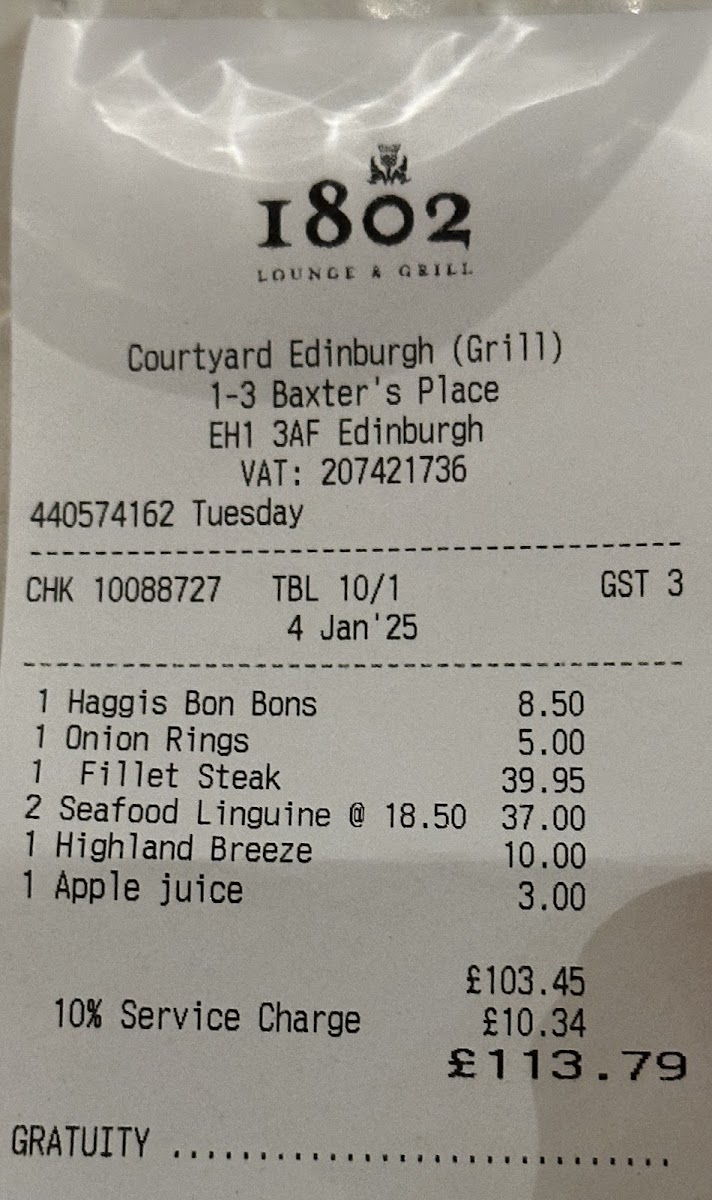 1802
LOUNGE & GRILL
Courtyard Edinburgh (Grill)
1-3 Baxter's Place
EH1 3AF Edinburgh
VAT: 207421736
440574162 Tuesday
CHK 10088727 TBL 10/1 GST 3
4 Jan'25
1 Haggis Bon Bons 8.50
1 Onion Rings 5.00
1 Fillet Steak 39.95
2 Seafood Linguine @ 18.50 37.00
1 Highland Breeze 10.00
1 Apple juice 3.00
£103.45
10% Service Charge £10.34
£113.79
GRATUITY ..............................